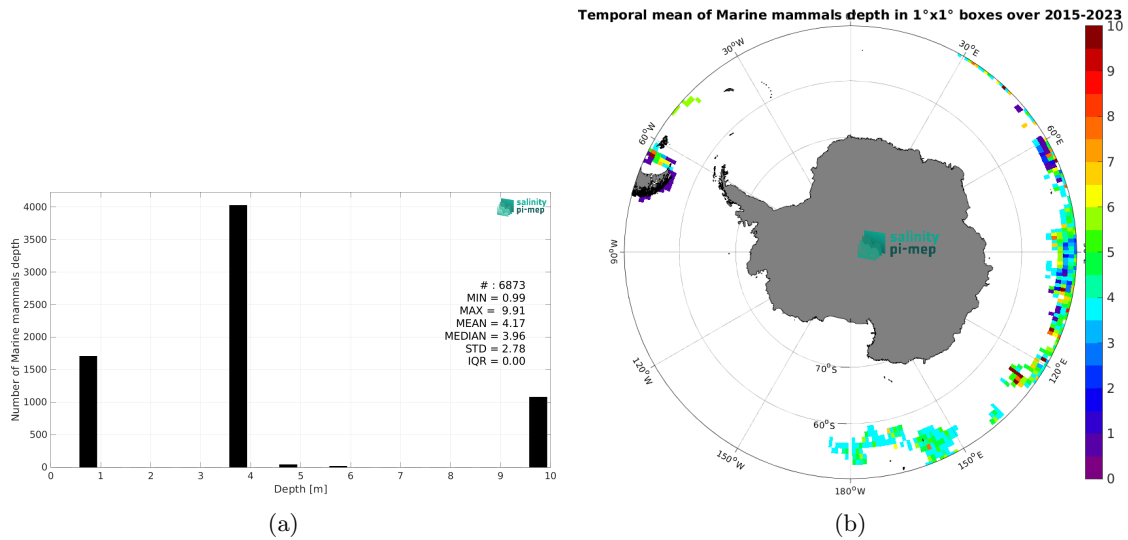 Temporal mean of Marine mammals depth in 1°x1° boxes over 2015-2023
salinity
pi-mep
# : 6873
MIN = 0.99
MAX = 9.91
MEAN = 4.17
MEDIAN = 3.96
STD = 2.78
IQR = 0.00
Number of Marine mammals depth
4000
3500
3000
2500
2000
1500
1000
500
0
0 1 2 3 4 5 6 7 8 9 10
Depth [m]
(a)
30°W
30°E
60°W
60°E
90°W
120°W
120°E
150°W
150°E
180°W
70°S
60°S
salinity
pi-mep
10
9
8
7
6
5
4
3
2
1
0
(b)